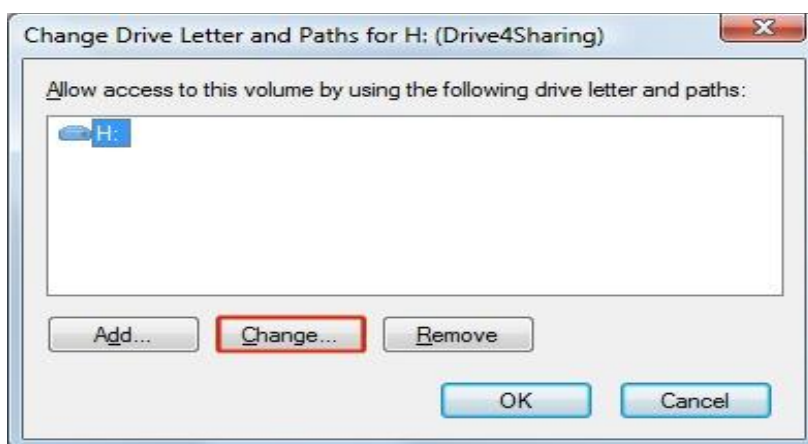 Change Drive Letter and Paths for H: (Drive4Sharing)
Allow access to this volume by using the following drive letter and paths:
H:
Add... Change... Remove
OK Cancel